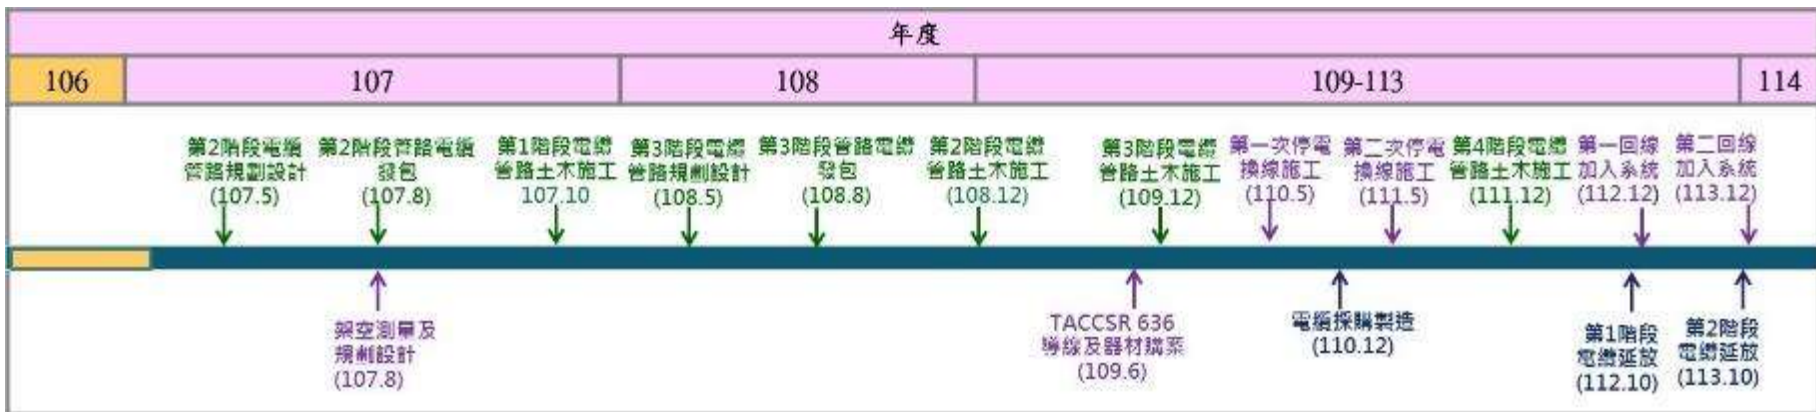 年度
106
107
108
109-113
114
第2階段電纜
管路規劃設計
(107.5)
第2階段管路電纜
發包
(107.8)
第1階段電纜
管路土木施工
107.10
第3階段電纜
管路規劃設計
(108.5)
第3階段管路電纜
發包
(108.8)
第2階段電纜
管路土木施工
(108.12)
第3階段電纜
管路土木施工
(109.12)
第一次停電
換線施工
(110.5)
第二次停電
換線施工
(111.5)
第4階段電纜
管路土木施工
(111.12)
第一回線
加入系統
(112.12)
第二回線
加入系統
(113.12)
架空測量及
規劃設計
(107.8)
TACCSR 636
導線及器材購案
(109.6)
電纜採購製造
(110.12)
第1階段
電纜延放
(112.10)
第2階段
電纜延放
(113.10)